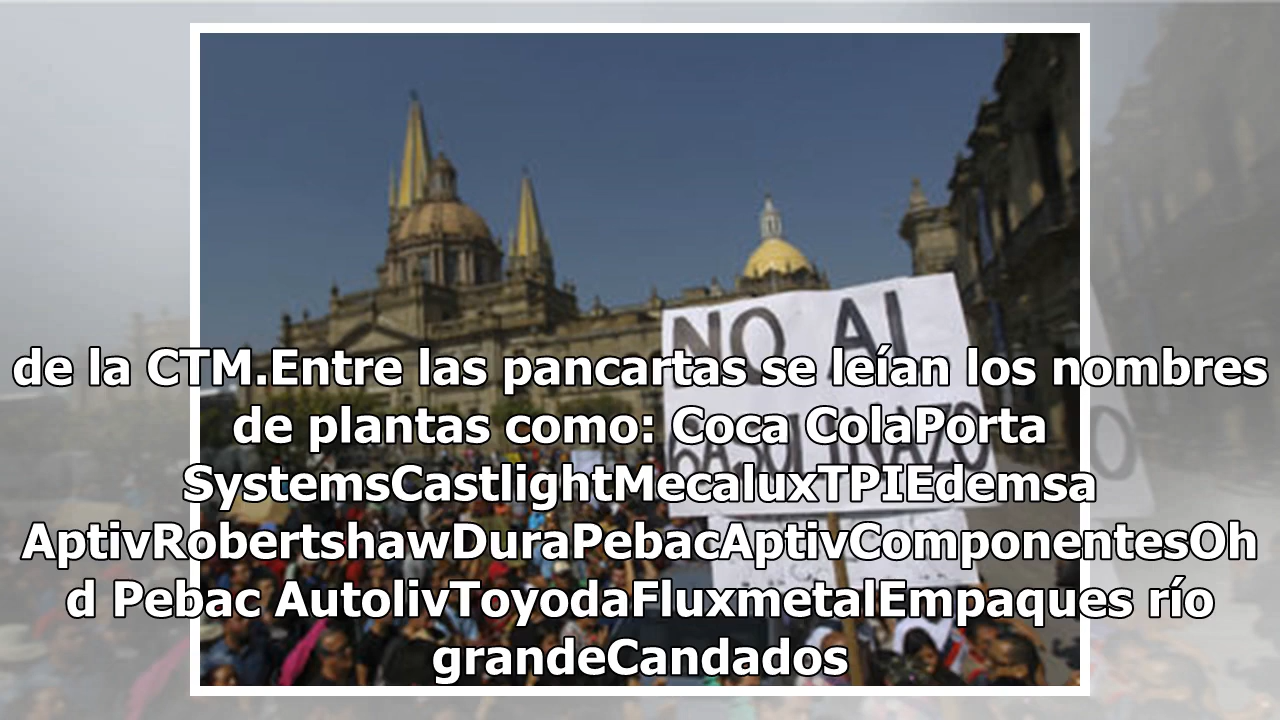 NO AL
GASOLINAZO
de la CTM.Entre las pancartas se leían los nombres
de plantas como: Coca ColaPorta
SystemsCastlightMecaluxTPIEdemsa
AptivRobertshawDuraPebacAptivComponentesOh
d Pebac AutolivToyodaFluxmetalEmpaques río
grandeCandados